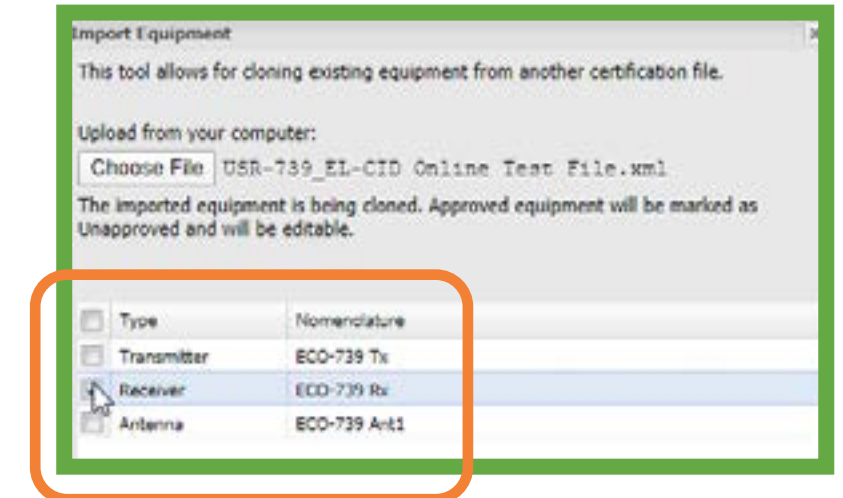 Import Equipment
This tool allows for cloning existing equipment from another certification file.
Upload from your computer:
Choose File USR-739_EL-CID Online Test File.xml
The imported equipment is being cloned. Approved equipment will be marked as
Unapproved and will be editable.
Type Nomenclature
Transmitter ECO-739 Tx
Receiver ECO-739 Rx
Antenna ECO-739 Ant1